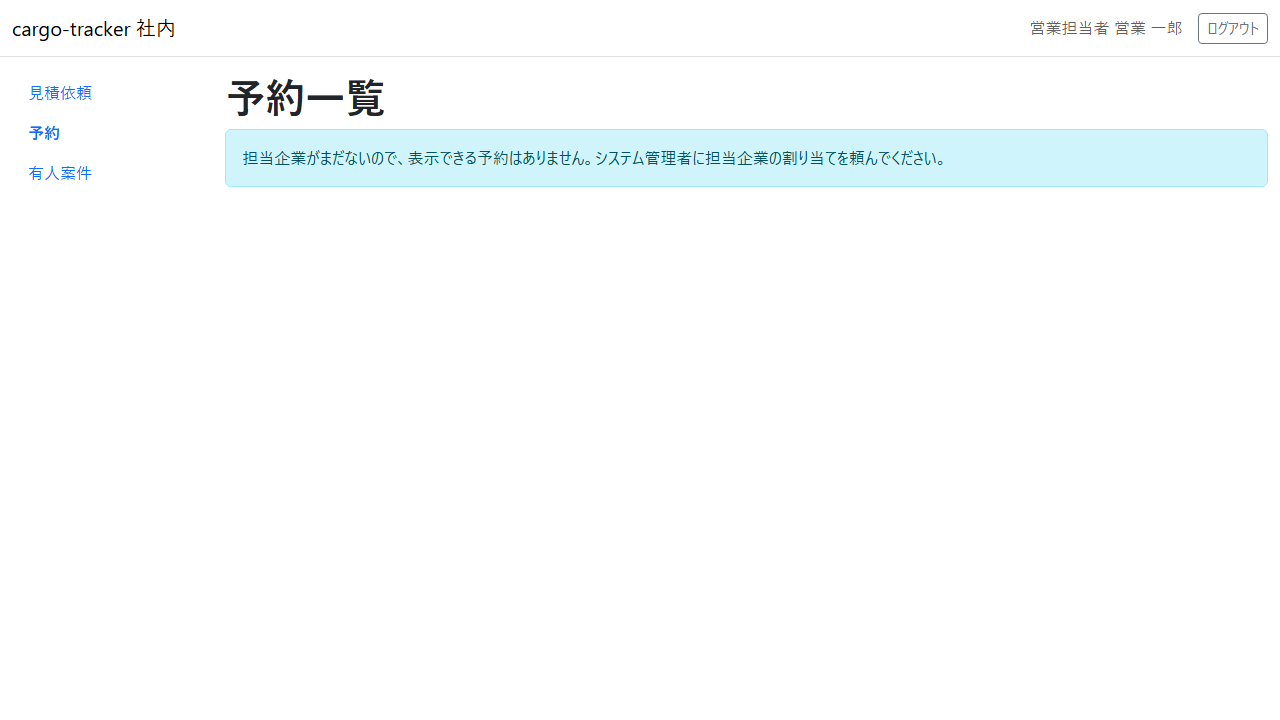 cargo-tracker 社内
営業担当者 営業 一郎
ログアウト
見積依頼
予約
有人案件
予約一覧
担当企業がまだないので、表示できる予約はありません。システム管理者に担当企業の割り当てを頼んでください。